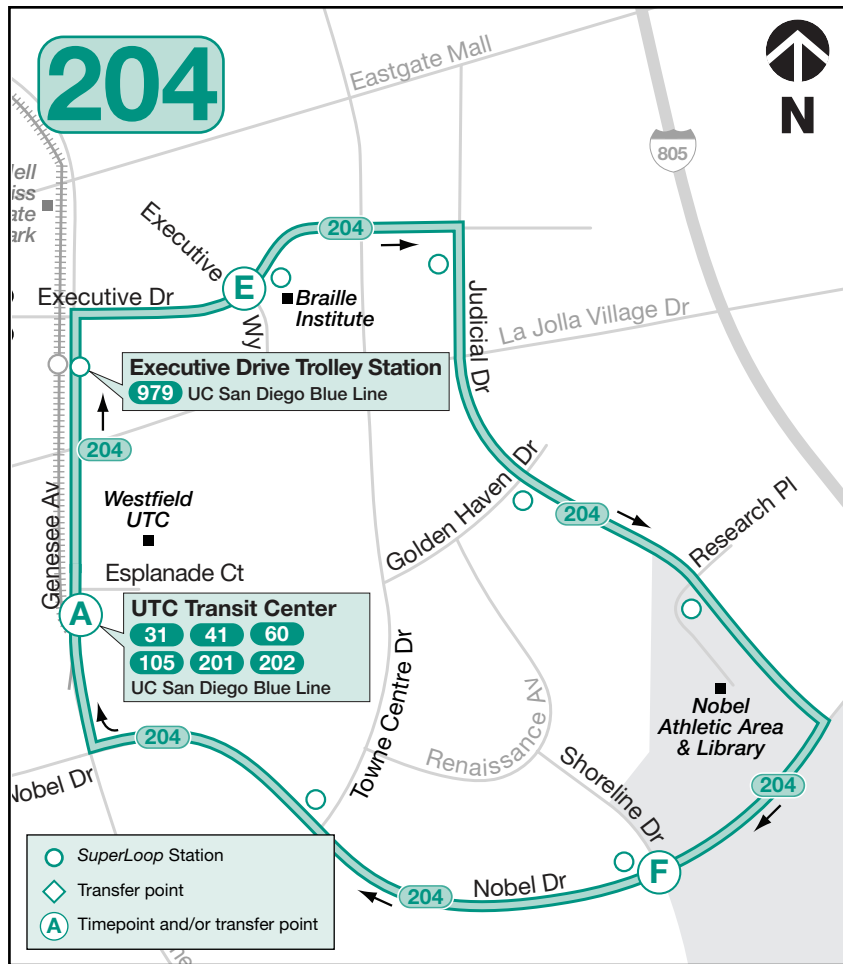 204
Eastgate Mall
N
805
ell
iss
ate
ark
Executive
204
E
Executive Dr
Braille
Institute
Wy
Judicial Dr
La Jolla Village Dr
Executive Drive Trolley Station
979 UC San Diego Blue Line
204
Westfield
UTC
Genesee Av
Golden Haven Dr
204
Research Pl
Esplanade Ct
A
UTC Transit Center
31 41 60
105 201 202
UC San Diego Blue Line
Towne Centre Dr
Renaissance Av
Nobel
Athletic Area
& Library
204
Nobel Dr
Shoreline Dr
204
F
Nobel Dr
204
SuperLoop Station
Transfer point
A Timepoint and/or transfer point